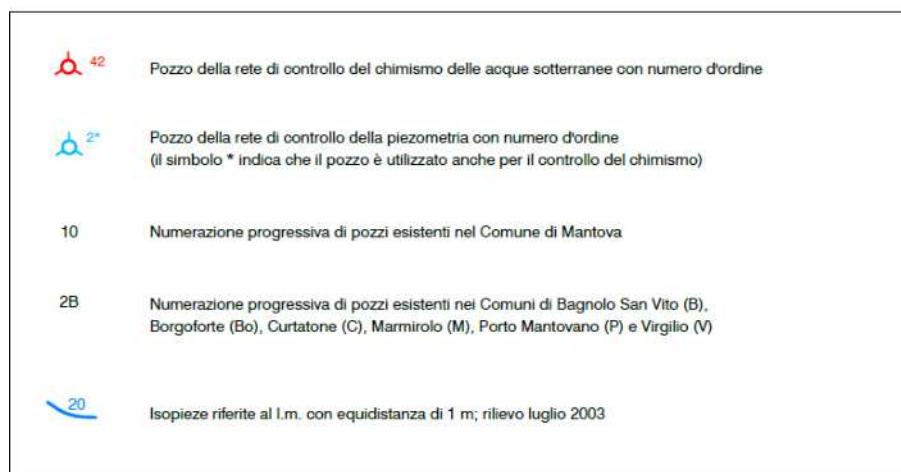 42 Pozzo della rete di controllo del chimismo delle acque sotterranee con numero d'ordine
2* Pozzo della rete di controllo della piezometria con numero d'ordine
(il simbolo * indica che il pozzo è utilizzato anche per il controllo del chimismo)
10 Numerazione progressiva di pozzi esistenti nel Comune di Mantova
2B Numerazione progressiva di pozzi esistenti nei Comuni di Bagnolo San Vito (B),
Borgoforte (Bo), Curtatone (C), Marmirolo (M), Porto Mantovano (P) e Virgilio (V)
20 Isopieze riferite al l.m. con equidistanza di 1 m; rilievo luglio 2003